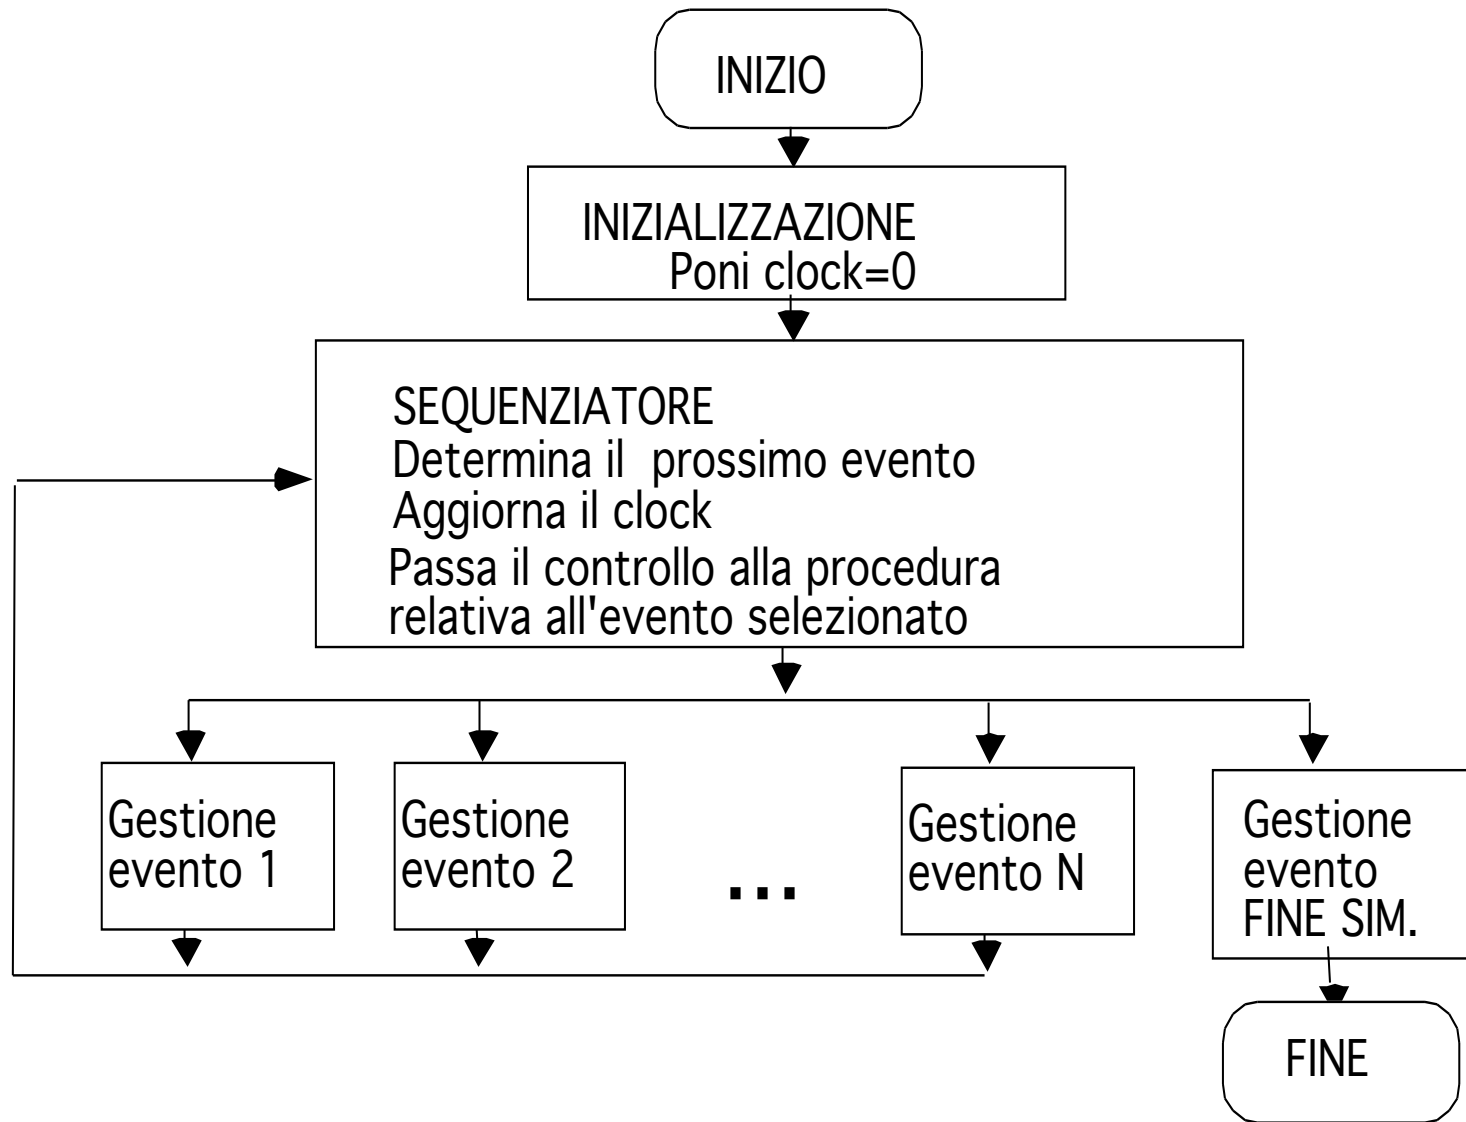 INIZIO
INIZIALIZZAZIONE
Poni clock=0
SEQUENZIATORE
Determina il prossimo evento
Aggiorna il clock
Passa il controllo alla procedura
relativa all'evento selezionato
Gestione
evento 1
Gestione
evento 2
...
Gestione
evento N
Gestione
evento
FINE SIM.
FINE